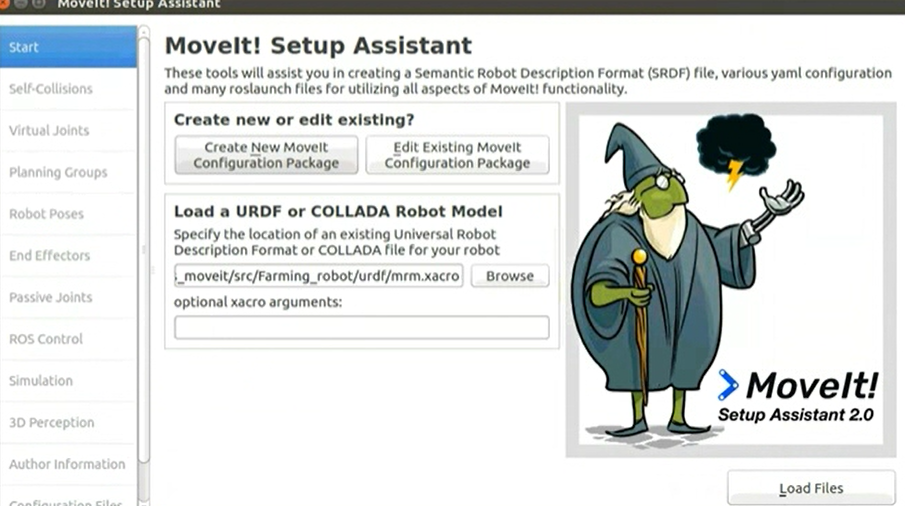 MoveIt! Setup Assistant
Start
Self-Collisions
Virtual Joints
Planning Groups
Robot Poses
End Effectors
Passive Joints
ROS Control
Simulation
3D Perception
Author Information
Configuration Files
MoveIt! Setup Assistant
These tools will assist you in creating a Semantic Robot Description Format (SRDF) file, various yaml configuration
and many roslaunch files for utilizing all aspects of MoveIt! functionality.
Create new or edit existing?
Create New MoveIt
Configuration Package
Edit Existing MoveIt
Configuration Package
Load a URDF or COLLADA Robot Model
Specify the location of an existing Universal Robot
Description Format or COLLADA file for your robot
_moveit/src/Farming_robot/urdf/mrm.xacro
Browse
optional xacro arguments:
MoveIt!
Setup Assistant 2.0
Load Files